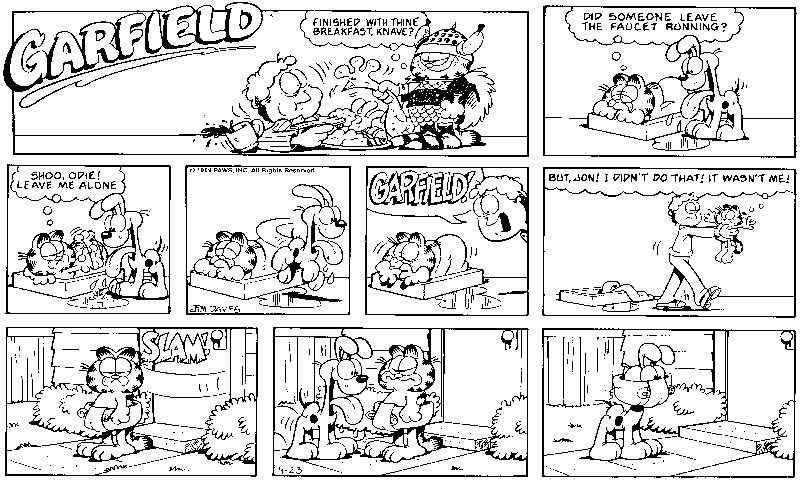 GARFIELD
FINISHED WITH THINE
BREAKFAST, KNAVE?
DID SOMEONE LEAVE
THE FAUCET RUNNING?
SHOO, ODIE!
LEAVE ME ALONE
PAWS, INC. All Rights Reserved
JIM DAVIS
GARFIELD!
BUT, JON! I DIDN'T DO THAT! IT WASN'T ME!
SLAM!
4-23